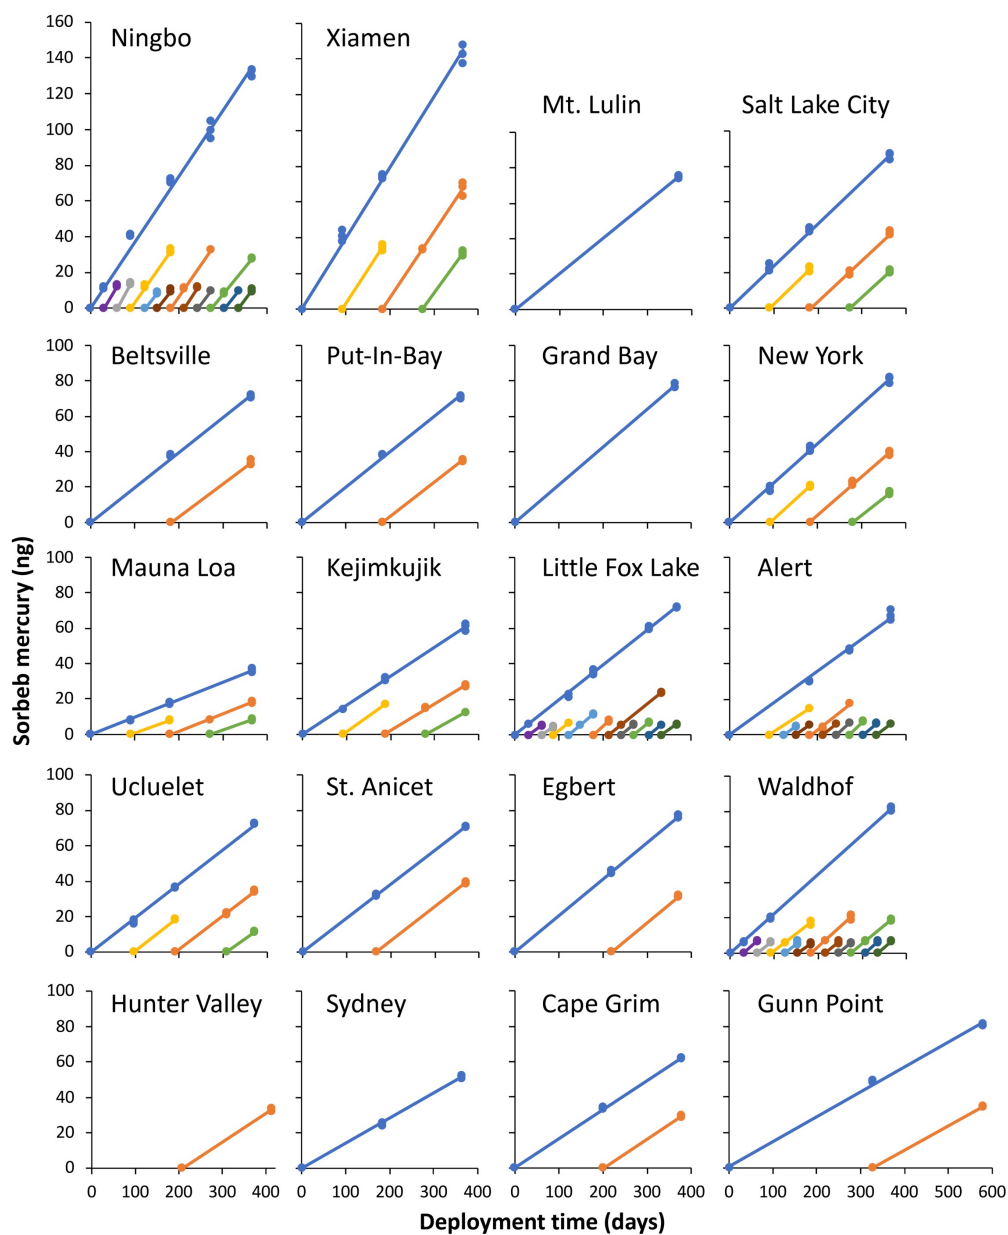 160
140
120
100
80
60
40
20
0
Ningbo
Xiamen
Mt. Lulin
Salt Lake City
100
80
60
40
20
0
Beltsville
Put-In-Bay
Grand Bay
New York
100
80
60
40
20
0
Mauna Loa
Kejimkujik
Little Fox Lake
Alert
100
80
60
40
20
0
Ucluelet
St. Anicet
Egbert
Waldhof
100
80
60
40
20
0
Hunter Valley
Sydney
Cape Grim
Gunn Point
0 100 200 300 400
0 100 200 300 400
0 100 200 300 400
0 100 200 300 400 500 600
Sorbeb mercury (ng)
Deployment time (days)